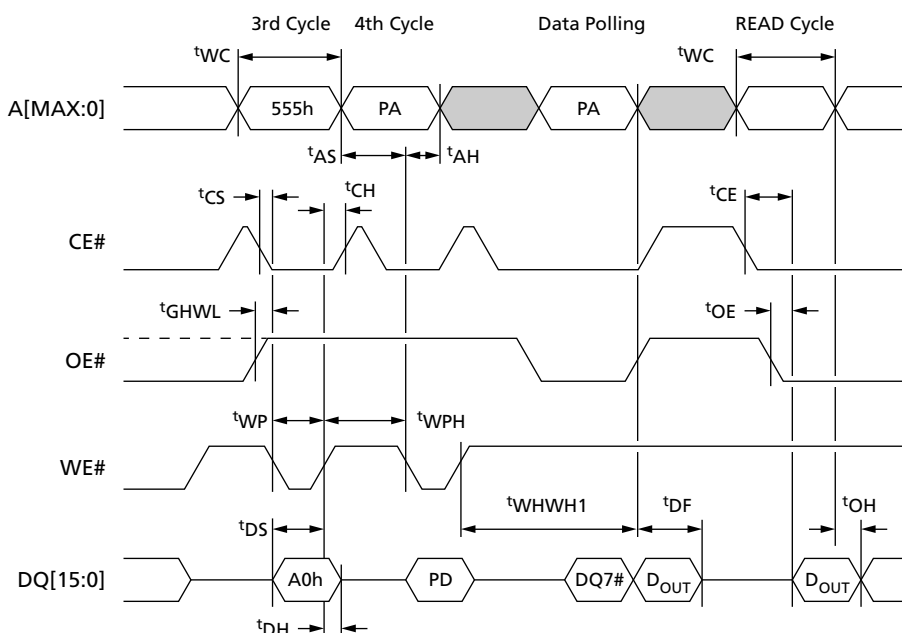 3rd Cycle 4th Cycle Data Polling READ Cycle
tWC tWC
A[MAX:0] 555h PA PA
tAS tAH
tCS tCH tCE
CE#
tGHWL tOE
OE#
tWP tWPH
WE#
tWHWH1 tDF tOH
tDS
DQ[15:0] A0h PD DQ7# DOUT DOUT
tDH